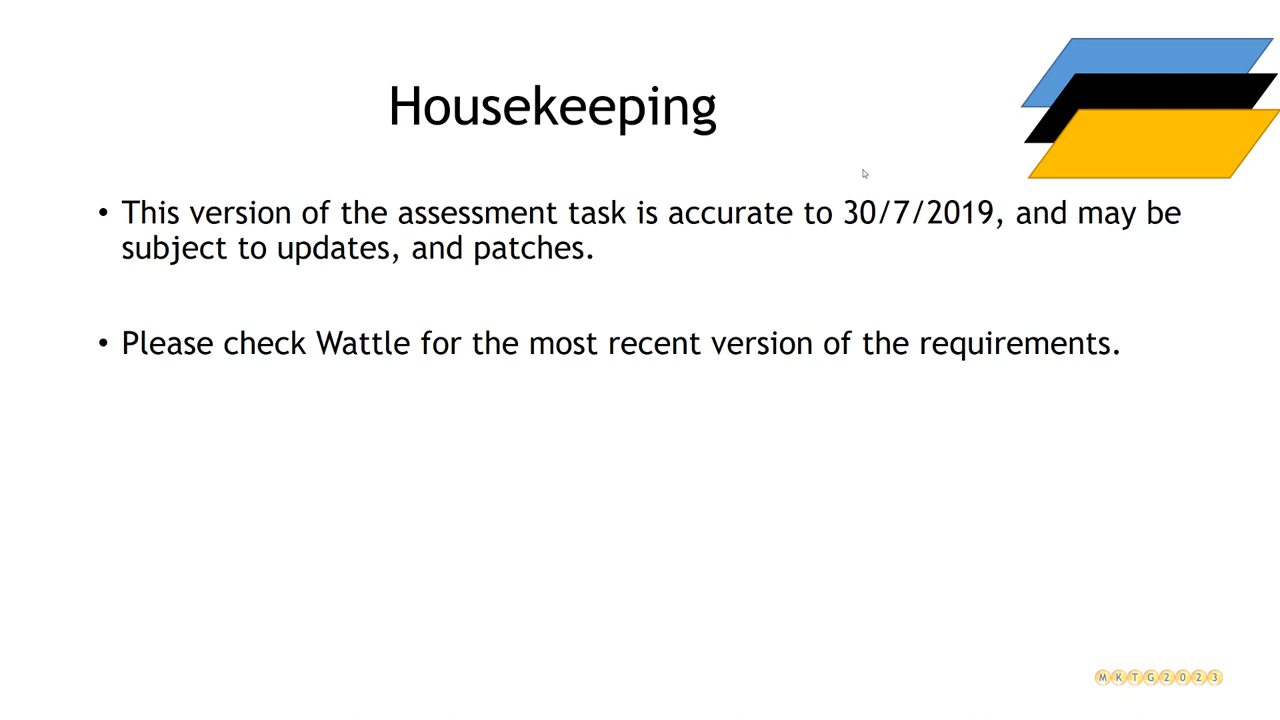 Housekeeping
• This version of the assessment task is accurate to 30/7/2019, and may be
subject to updates, and patches.
• Please check Wattle for the most recent version of the requirements.
MKTG2023